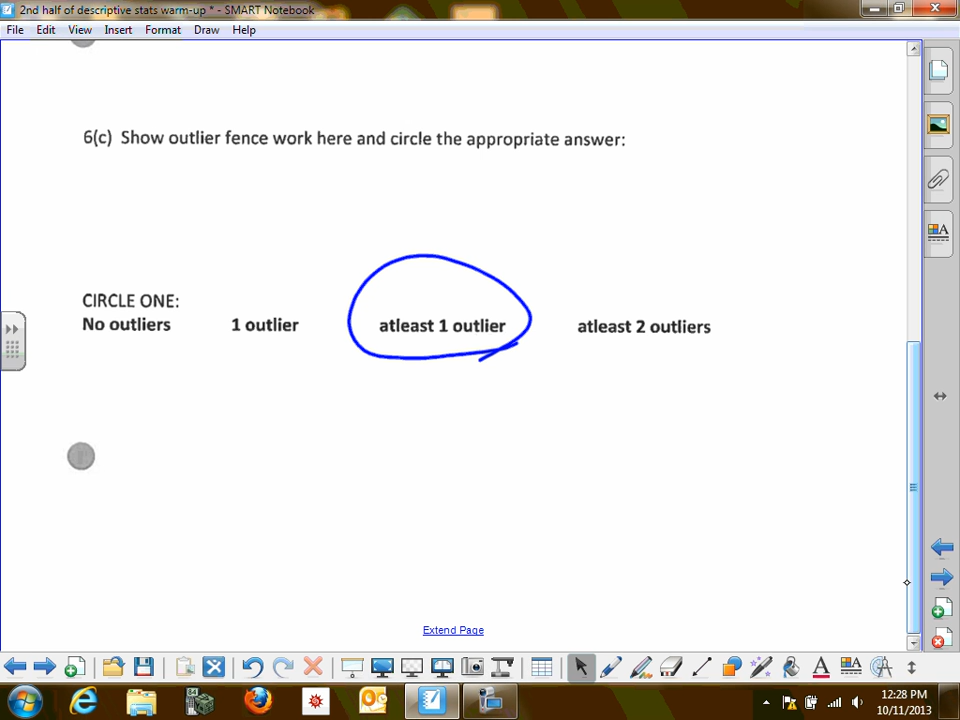 2nd half of descriptive stats warm-up * - SMART Notebook
File Edit View Insert Format Draw Help
6(c) Show outlier fence work here and circle the appropriate answer:
CIRCLE ONE:
No outliers 1 outlier atleast 1 outlier atleast 2 outliers
Extend Page
12:28 PM
10/11/2013